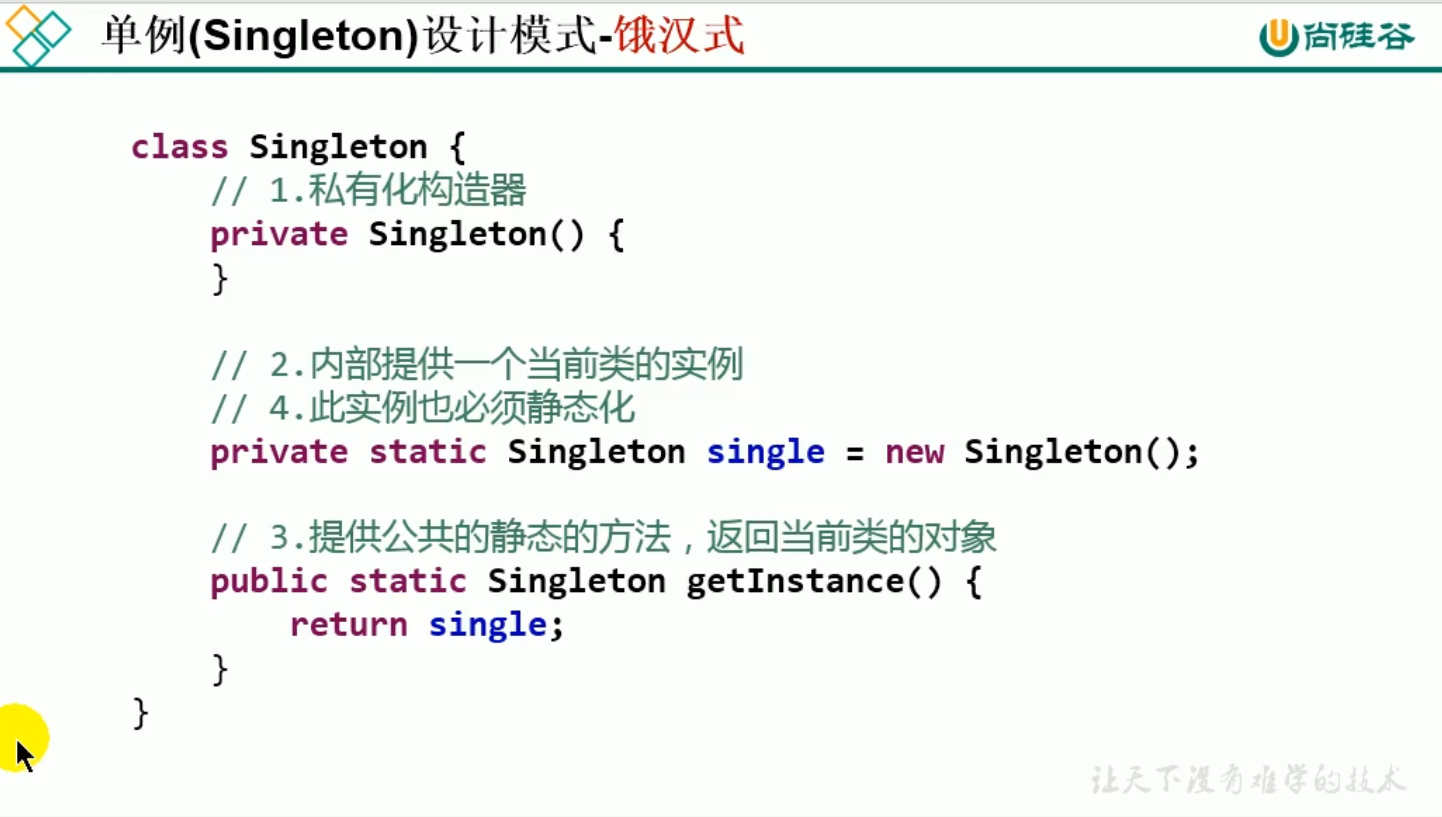 单例(Singleton)设计模式-饿汉式
尚硅谷
class Singleton {
// 1.私有化构造器
private Singleton() {
}
// 2.内部提供一个当前类的实例
// 4.此实例也必须静态化
private static Singleton single = new Singleton();
// 3.提供公共的静态的方法，返回当前类的对象
public static Singleton getInstance() {
return single;
}
}
让天下没有难学的技术